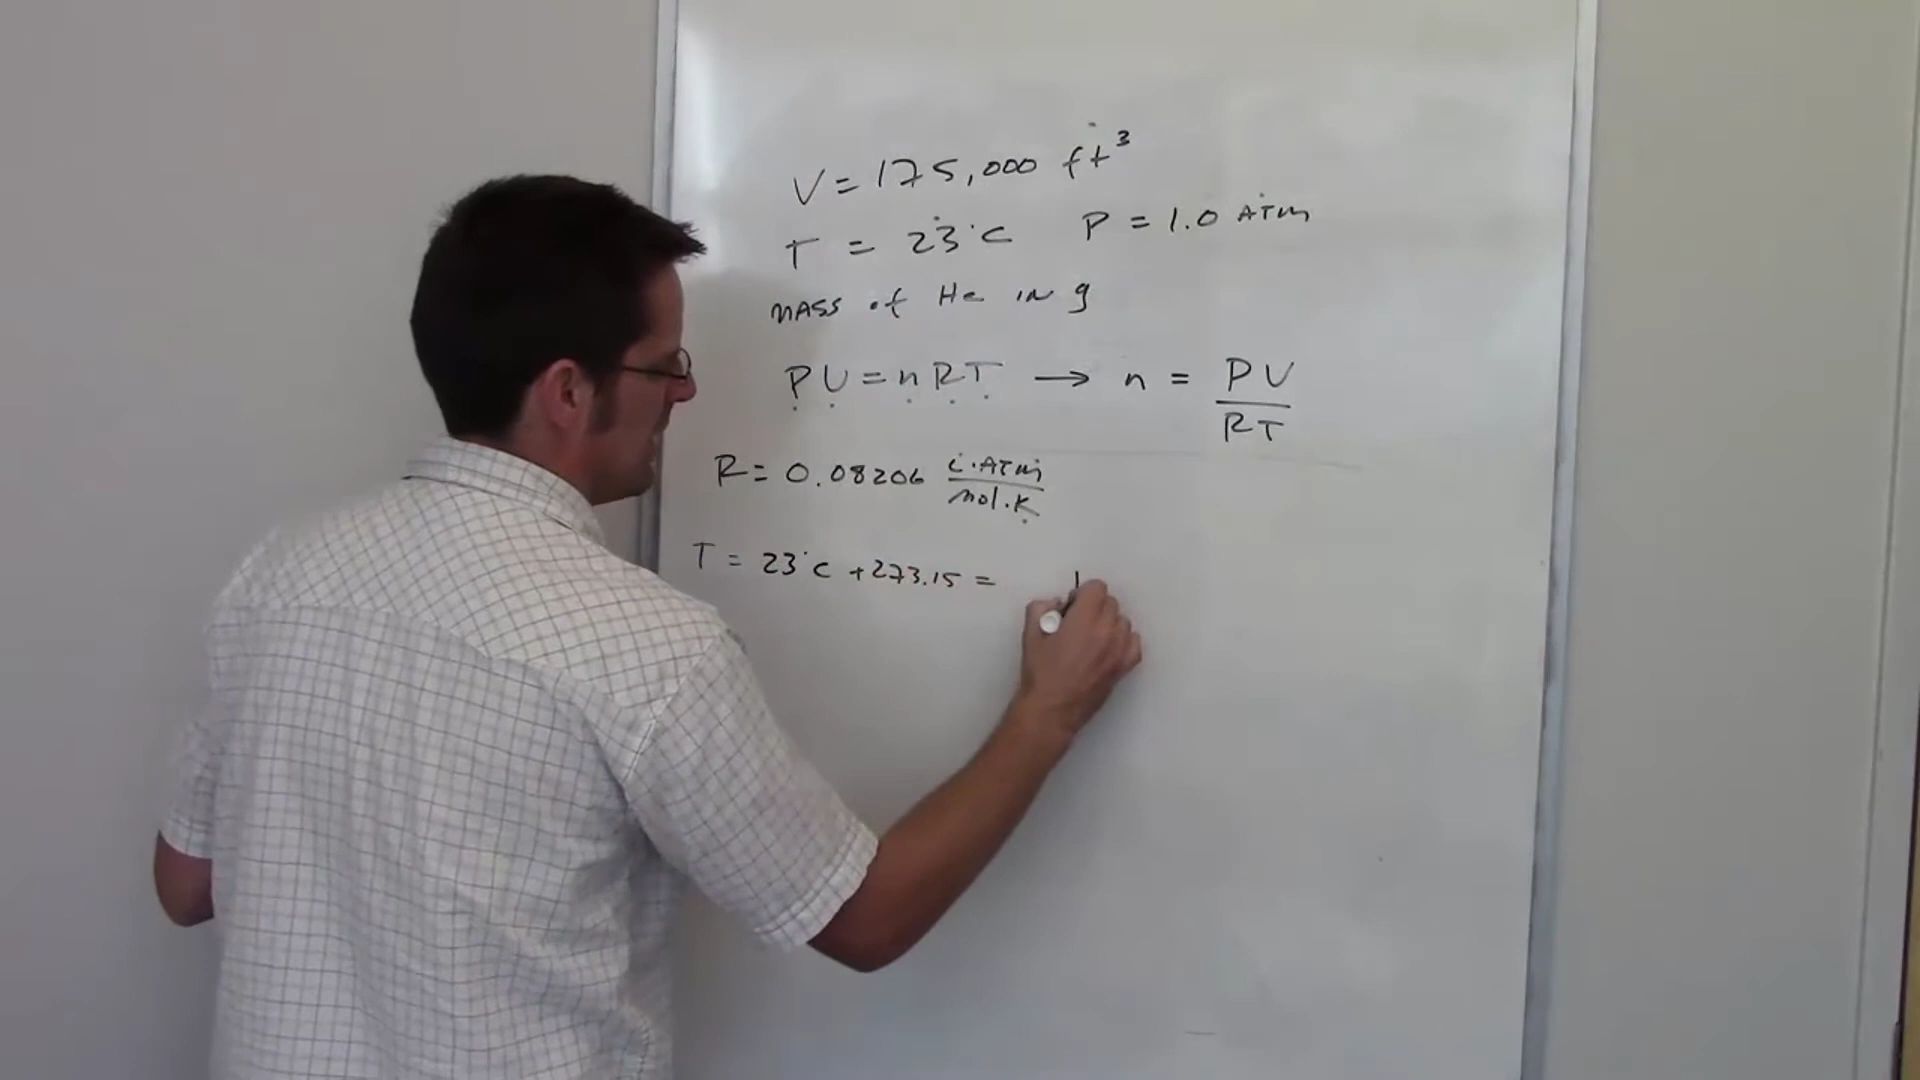 V = 175,000 ft³
T = 23°C P = 1.0 ATM
MASS of He IN g
PV = nRT → n = PV / RT
R = 0.08206 L·ATM / mol·K
T = 23°C + 273.15 =